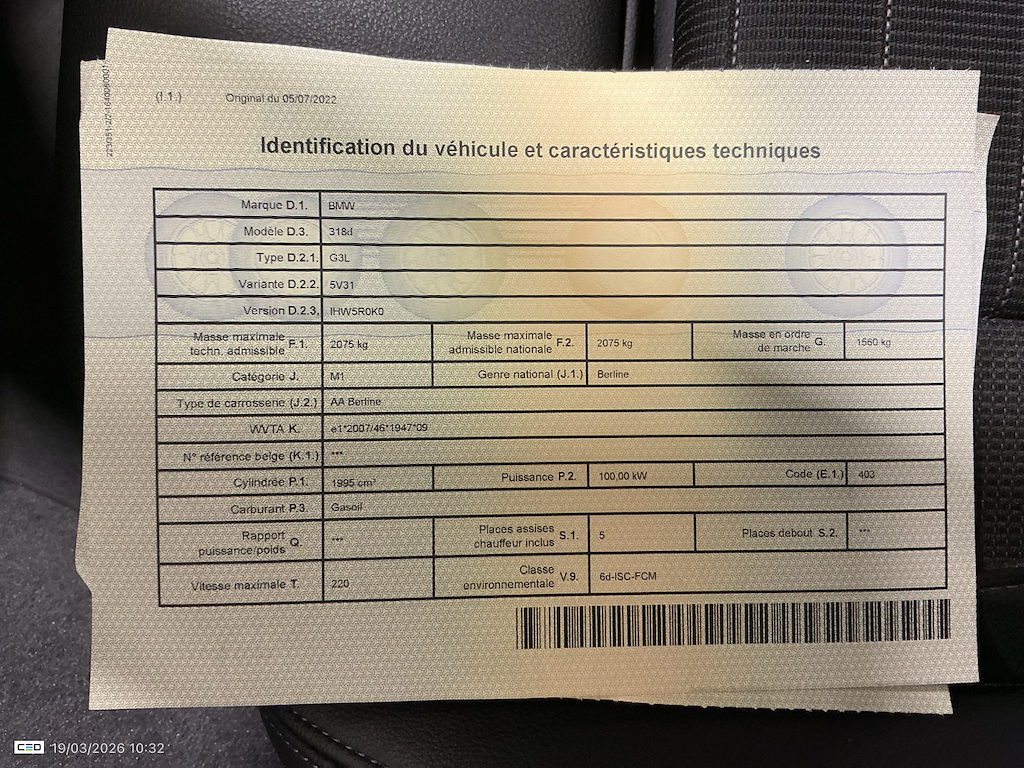 223/351-2/2-1640060001
(I.1.) Original du 05/07/2022
Identification du véhicule et caractéristiques techniques
Marque D.1. BMW
Modèle D.3. 318d
Type D.2.1. G3L
Variante D.2.2. 5V31
Version D.2.3. IHW5R0K0
Masse maximale techn. admissible F.1. 2075 kg Masse maximale admissible nationale F.2. 2075 kg Masse en ordre de marche G. 1560 kg
Catégorie J. M1 Genre national (J.1.) Berline
Type de carrosserie (J.2.) AA Berline
WVTA K. e1*2007/46*1947*09
N° référence belge (K.1.) ***
Cylindrée P.1. 1995 cm³ Puissance P.2. 100,00 kW Code (E.1.) 403
Carburant P.3. Gasoil
Rapport puissance/poids Q. *** Places assises chauffeur inclus S.1. 5 Places debout S.2. ***
Vitesse maximale T. 220 Classe environnementale V.9. 6d-ISC-FCM
19/03/2026 10:32